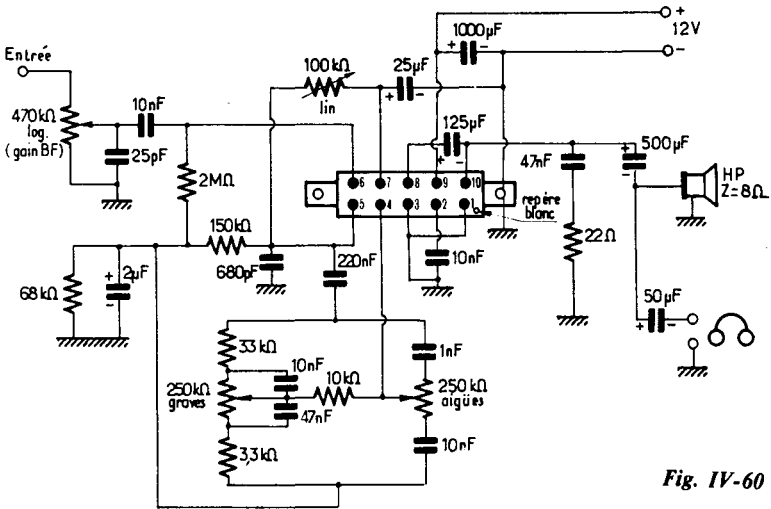 Entrée
470kΩ
log.
(gain BF)
10nF
25pF
2MΩ
150kΩ
68kΩ
+
2µF
-
680pF
220nF
100kΩ
lin
25µF
+ -
1000µF
+ -
+
12V
-
125µF
+ -
6 7 8 9 10
5 4 3 2 1
repère
blanc
10nF
47nF
22Ω
+
500µF
-
HP
Z=8Ω
50µF
+ -
33kΩ
250kΩ
graves
10nF
47nF
10kΩ
3,3kΩ
1nF
250kΩ
aigües
10nF
Fig. IV-60